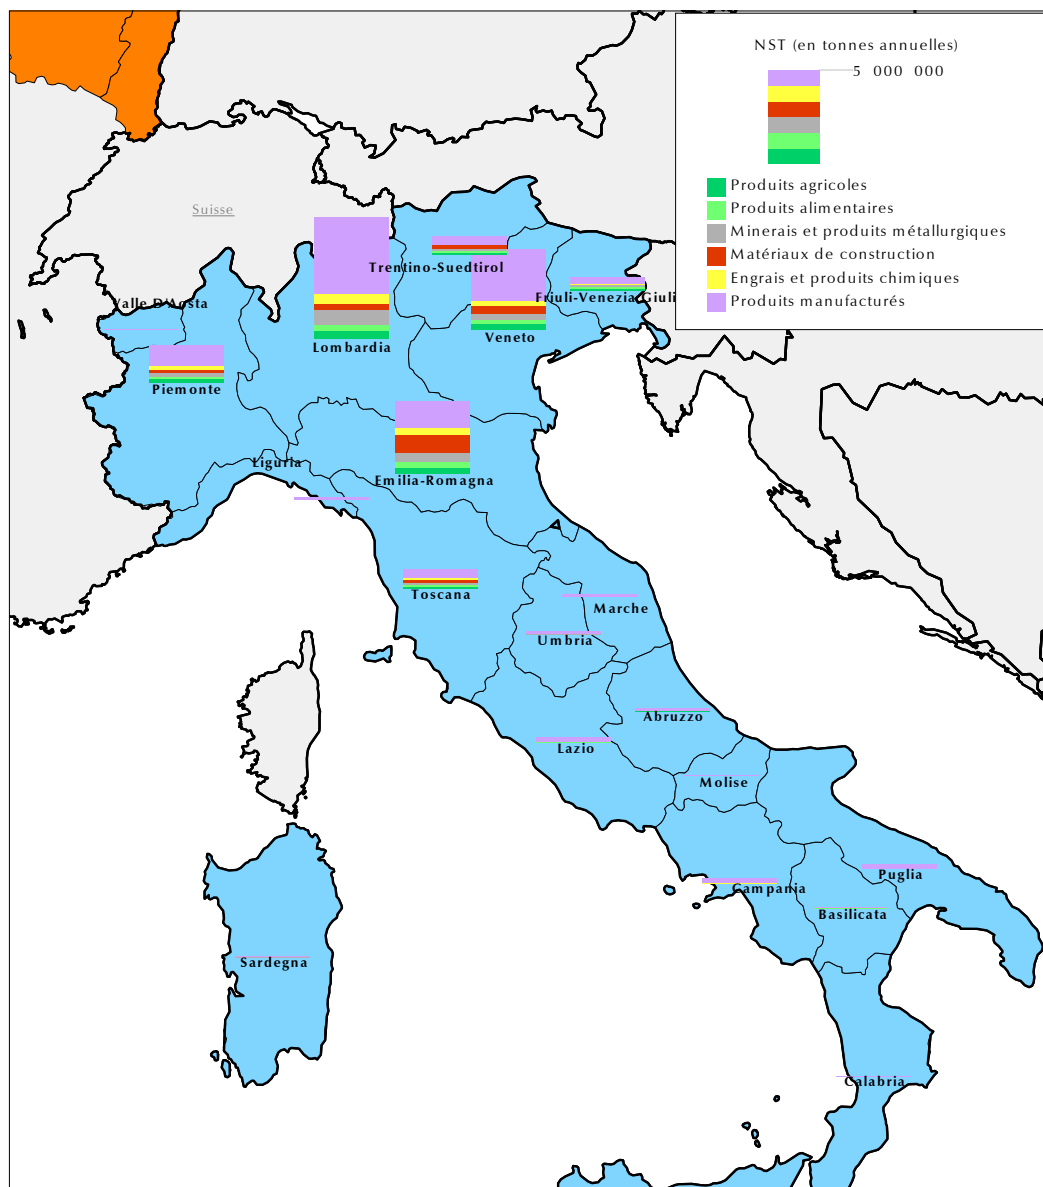 NST (en tonnes annuelles)
5 000 000
Produits agricoles
Produits alimentaires
Minerais et produits métallurgiques
Matériaux de construction
Engrais et produits chimiques
Produits manufacturés
Suisse
Trentino-Suedtirol
Valle D'Aosta
Friuli-Venezia Giuli
Lombardia
Veneto
Piemonte
Liguria
Emilia-Romagna
Toscana
Marche
Umbria
Abruzzo
Lazio
Molise
Puglia
Campania
Basilicata
Sardegna
Calabria